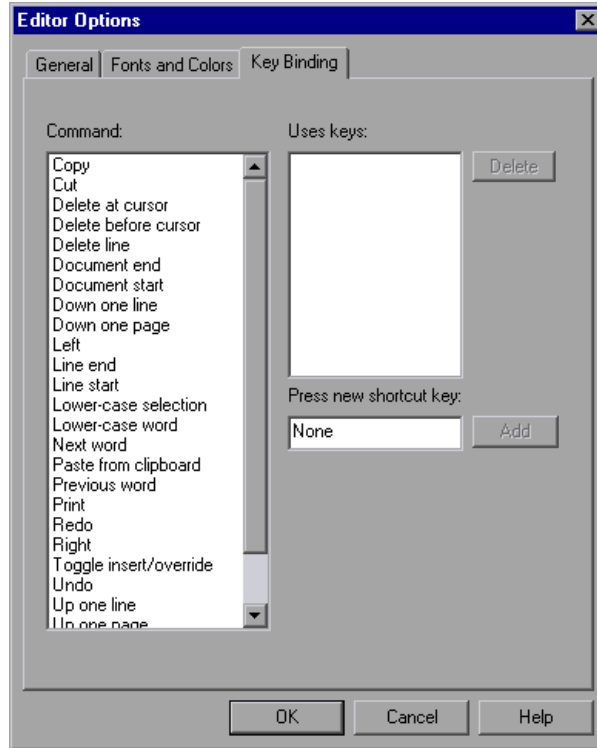 Editor Options
General Fonts and Colors Key Binding
Command: Uses keys:
Copy Delete
Cut
Delete at cursor
Delete before cursor
Delete line
Document end
Document start
Down one line
Down one page
Left
Line end
Line start Press new shortcut key:
Lower-case selection
Lower-case word None Add
Next word
Paste from clipboard
Previous word
Print
Redo
Right
Toggle insert/override
Undo
Up one line
Up one page
OK Cancel Help